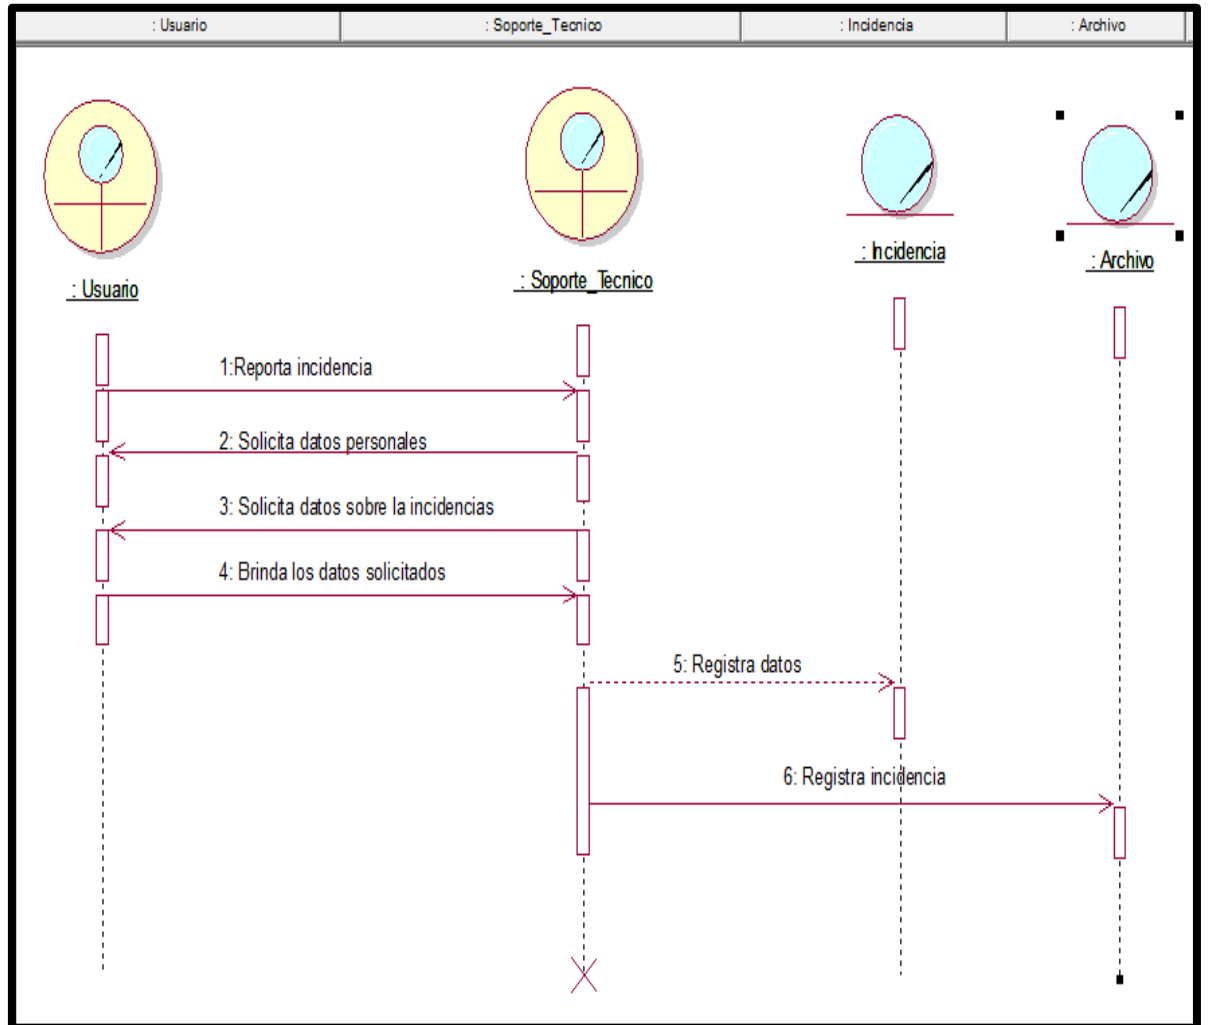 : Usuario
: Soporte_Tecnico
: Incidencia
: Archivo
: Usuario
: Soporte_Tecnico
: Incidencia
: Archivo
1:Reporta incidencia
2: Solicita datos personales
3: Solicita datos sobre la incidencias
4: Brinda los datos solicitados
5: Registra datos
6: Registra incidencia